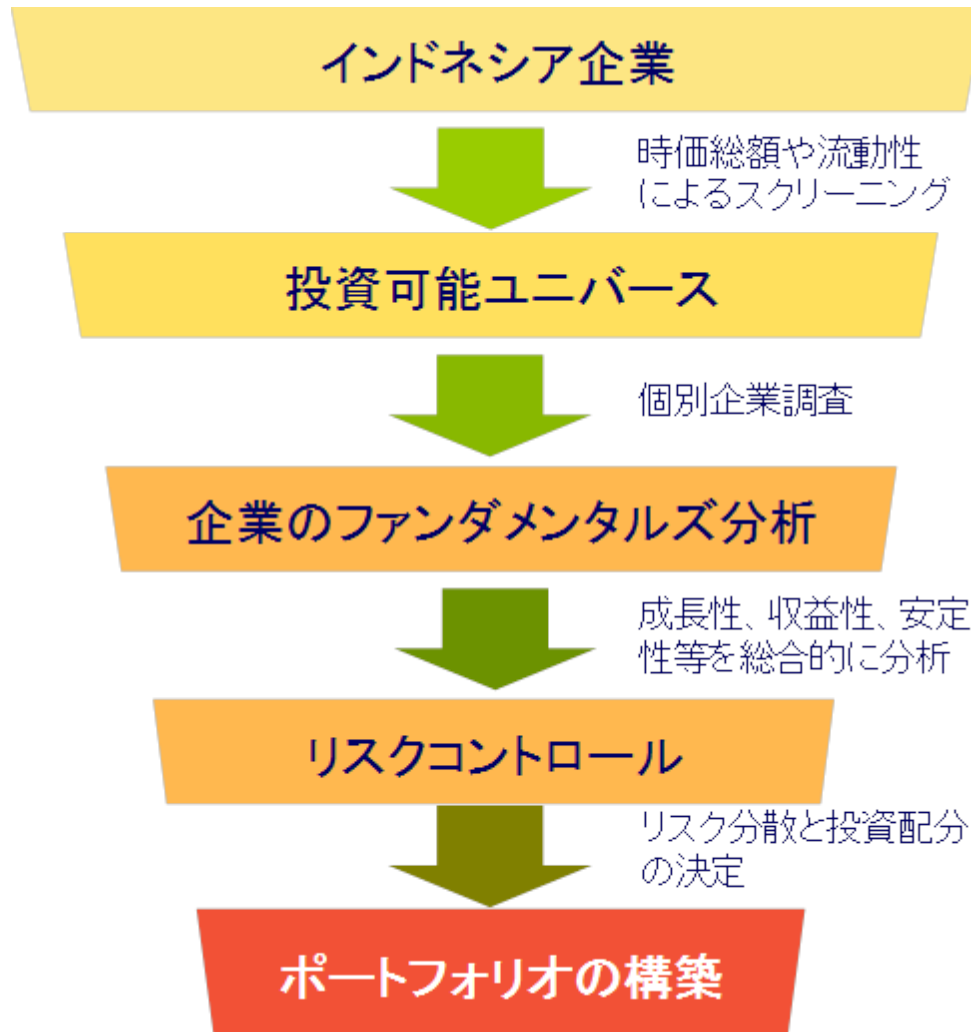 インドネシア企業
時価総額や流動性
によるスクリーニング
投資可能ユニバース
個別企業調査
企業のファンダメンタルズ分析
成長性、収益性、安定
性等を総合的に分析
リスクコントロール
リスク分散と投資配分
の決定
ポートフォリオの構築